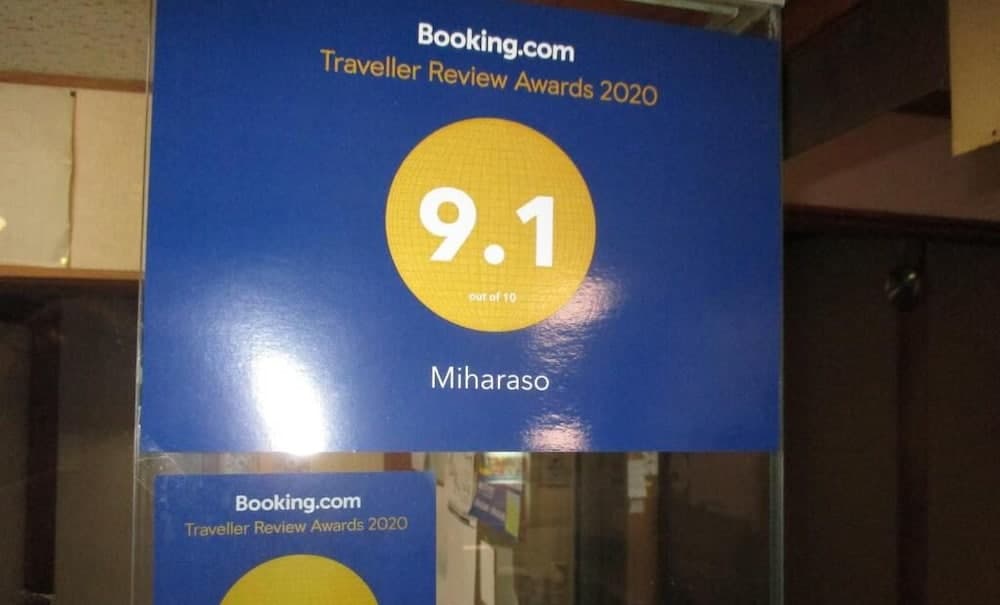 Booking.com
Traveller Review Awards 2020
9.1
out of 10
Miharaso
Booking.com
Traveller Review Awards 2020